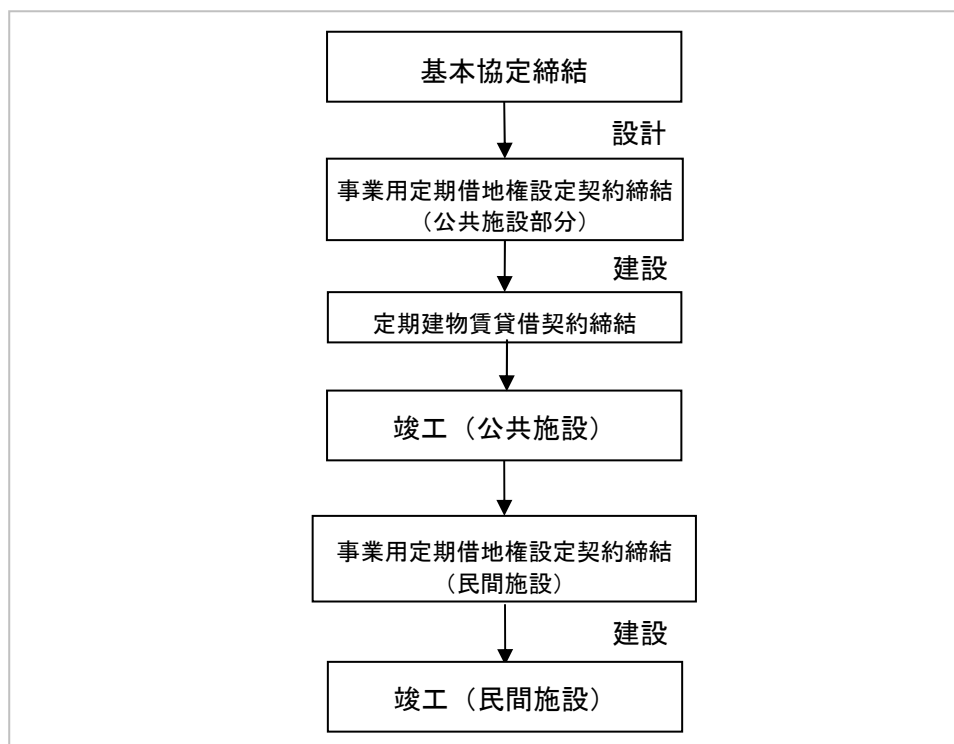 基本協定締結
設計
事業用定期借地権設定契約締結
（公共施設部分）
建設
定期建物賃貸借契約締結
竣工（公共施設）
事業用定期借地権設定契約締結
（民間施設）
建設
竣工（民間施設）